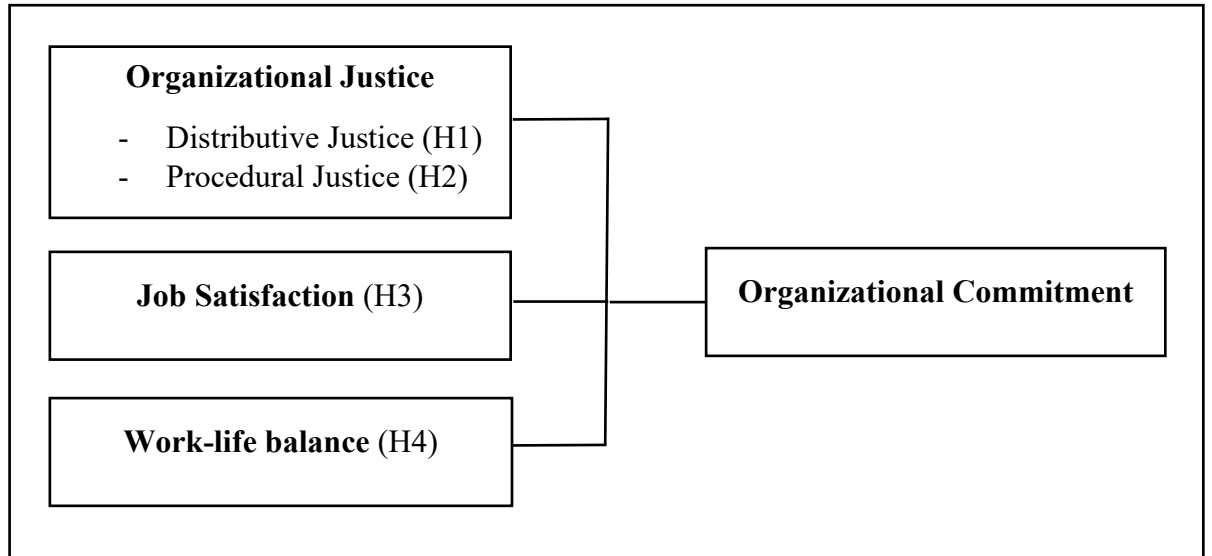 Organizational Justice
- Distributive Justice (H1)
- Procedural Justice (H2)
Job Satisfaction (H3)
Organizational Commitment
Work-life balance (H4)